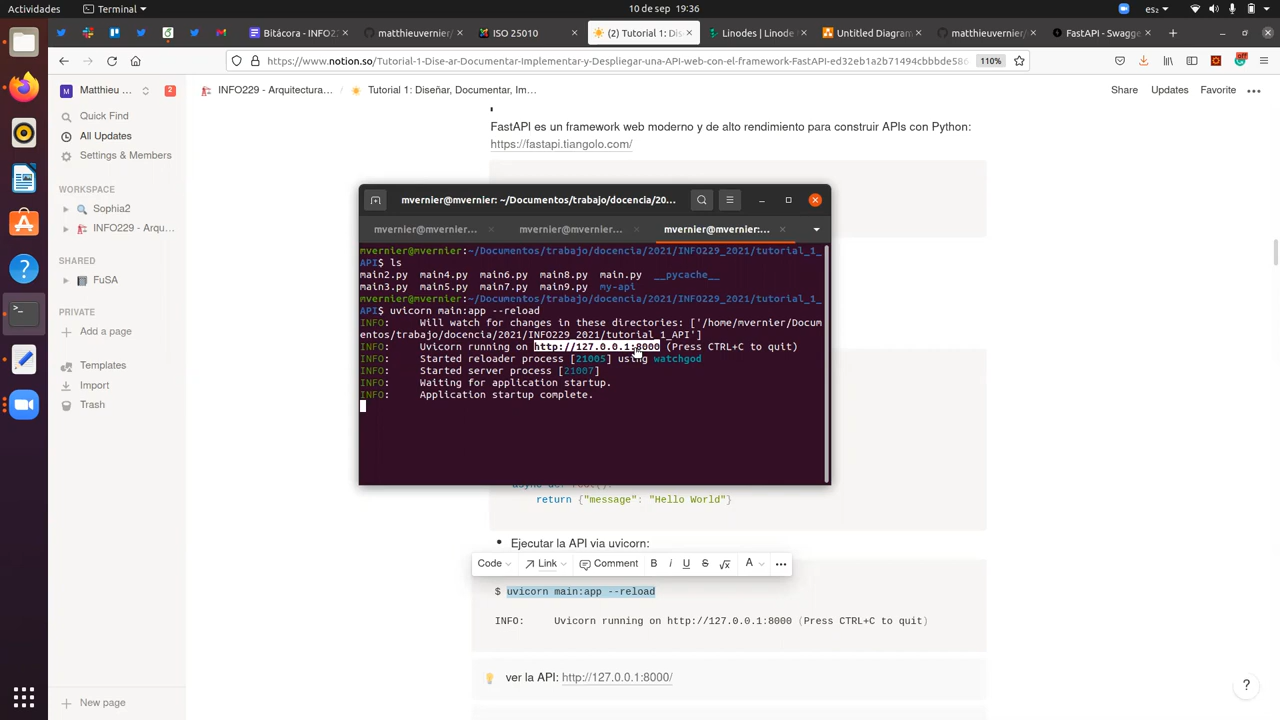 Actividades
Terminal
10 de sep 19:36
es₂
Bitácora - INFO229
matthieuvernier/
ISO 25010
(2) Tutorial 1: Dise
Linodes | Linode
Untitled Diagram
matthieuvernier/
FastAPI - Swagge
https://www.notion.so/Tutorial-1-Dise-ar-Documentar-Implementar-y-Despliegar-una-API-web-con-el-framework-FastAPI-ed32eb1a2b71494cbbbde58
110%
Matthieu ...
2
INFO229 - Arquitectura...
/
Tutorial 1: Diseñar, Documentar, Im...
Share
Updates
Favorite
Quick Find
All Updates
Settings & Members
WORKSPACE
Sophia2
INFO229 - Arqu...
SHARED
FuSA
PRIVATE
Add a page
Templates
Import
Trash
New page
FastAPI es un framework web moderno y de alto rendimiento para construir APIs con Python:
https://fastapi.tiangolo.com/
mvernier@mvernier: ~/Documentos/trabajo/docencia/20...
mvernier@mvernier:...
mvernier@mvernier:...
mvernier@mvernier:...
mvernier@mvernier:~/Documentos/trabajo/docencia/2021/INFO229_2021/tutorial_1_
API$ ls
main2.py main4.py main6.py main8.py main.py __pycache__
main3.py main5.py main7.py main9.py my-api
mvernier@mvernier:~/Documentos/trabajo/docencia/2021/INFO229_2021/tutorial_1_
API$ uvicorn main:app --reload
INFO: Will watch for changes in these directories: ['/home/mvernier/Docum
entos/trabajo/docencia/2021/INFO229_2021/tutorial_1_API']
INFO: Uvicorn running on http://127.0.0.1:8000 (Press CTRL+C to quit)
INFO: Started reloader process [21005] using watchgod
INFO: Started server process [21007]
INFO: Waiting for application startup.
INFO: Application startup complete.
return {"message": "Hello World"}
Ejecutar la API via uvicorn:
Code
Link
Comment
B
i
U
S
√x
A
$ uvicorn main:app --reload
INFO: Uvicorn running on http://127.0.0.1:8000 (Press CTRL+C to quit)
ver la API: http://127.0.0.1:8000/
?